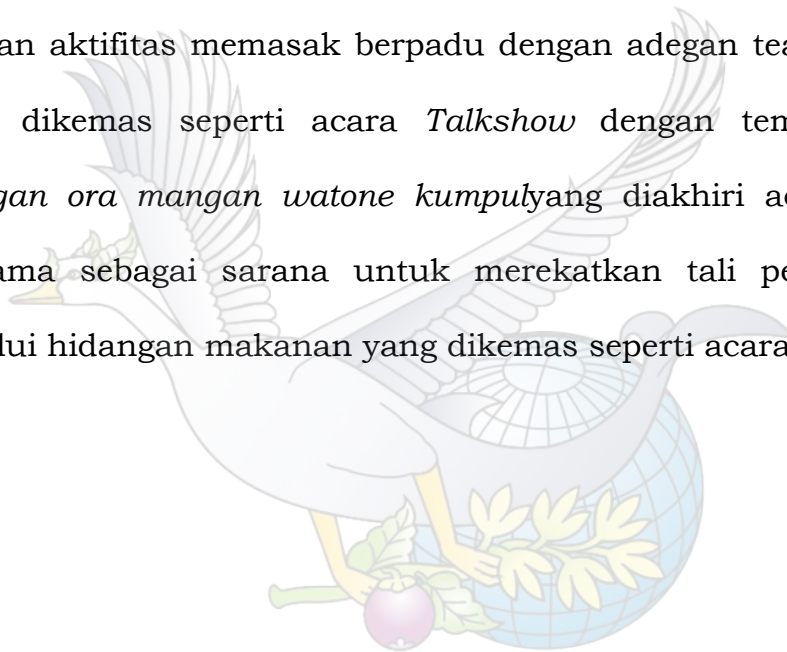 an aktifitas memasak berpadu dengan adegan tea
dikemas seperti acara Talkshow dengan tem
gan ora mangan watone kumpulyang diakhiri a
ama sebagai sarana untuk merekatkan tali pe
lui hidangan makanan yang dikemas seperti acara